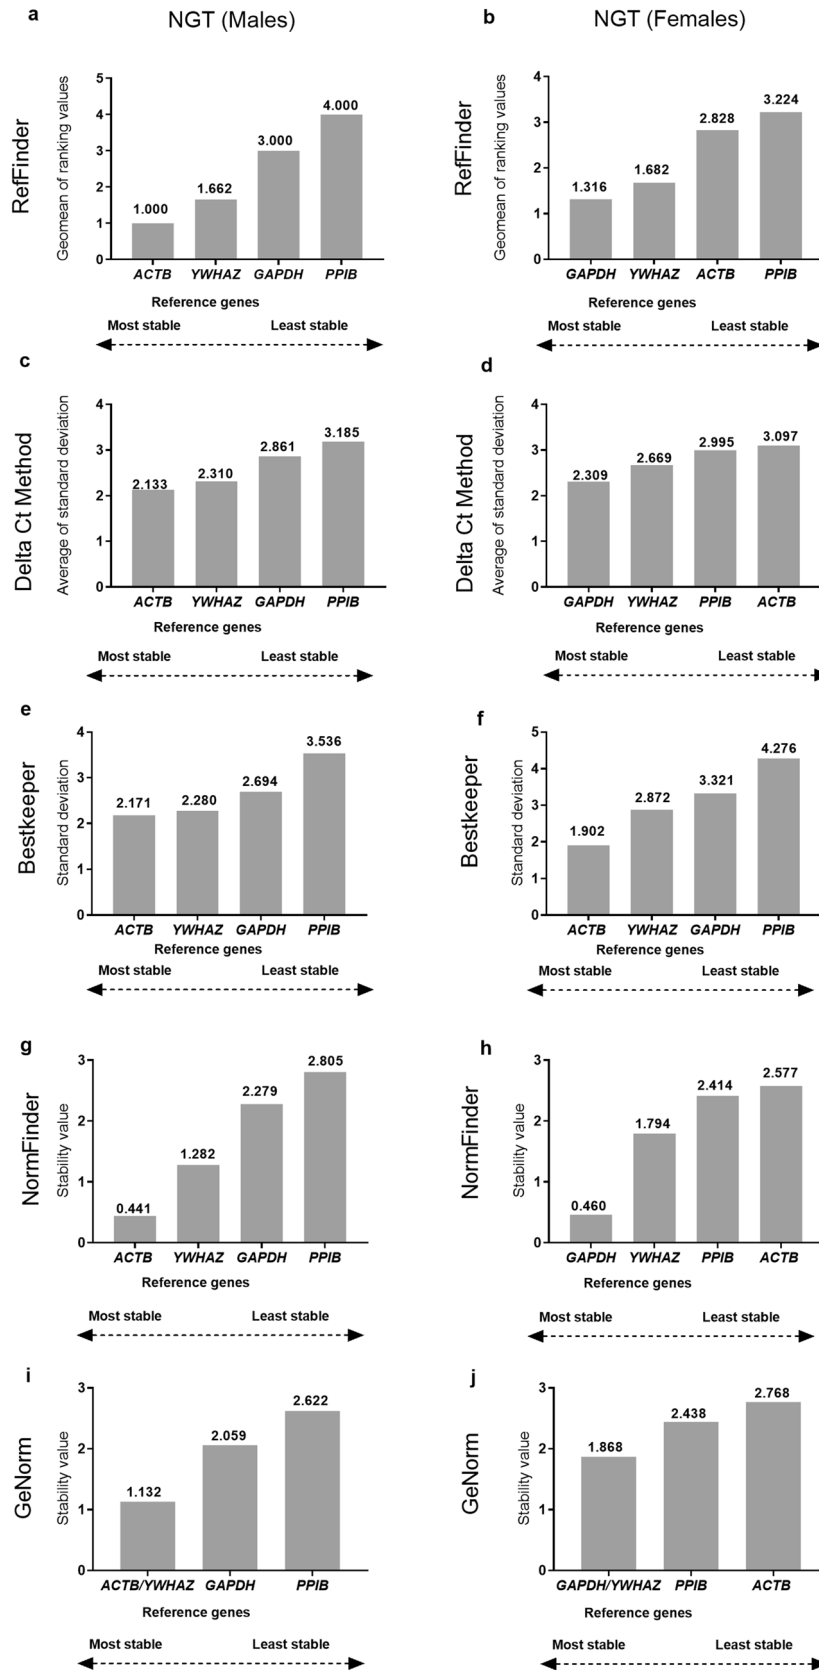 a
NGT (Males)
RefFinder
Geomean of ranking values
5
4
3
2
1
0
1.000
1.662
3.000
4.000
ACTB YWHAZ GAPDH PPIB
Reference genes
Most stable Least stable
b
NGT (Females)
RefFinder
Geomean of ranking values
4
3
2
1
0
1.316
1.682
2.828
3.224
GAPDH YWHAZ ACTB PPIB
Reference genes
Most stable Least stable
c
Delta Ct Method
Average of standard deviation
4
3
2
1
0
2.133
2.310
2.861
3.185
ACTB YWHAZ GAPDH PPIB
Reference genes
Most stable Least stable
d
Delta Ct Method
Average of standard deviation
4
3
2
1
0
2.309
2.669
2.995
3.097
GAPDH YWHAZ PPIB ACTB
Reference genes
Most stable Least stable
e
Bestkeeper
Standard deviation
4
3
2
1
0
2.171
2.280
2.694
3.536
ACTB YWHAZ GAPDH PPIB
Reference genes
Most stable Least stable
f
Bestkeeper
Standard deviation
5
4
3
2
1
0
1.902
2.872
3.321
4.276
ACTB YWHAZ GAPDH PPIB
Reference genes
Most stable Least stable
g
NormFinder
Stability value
3
2
1
0
0.441
1.282
2.279
2.805
ACTB YWHAZ GAPDH PPIB
Reference genes
Most stable Least stable
h
NormFinder
Stability value
3
2
1
0
0.460
1.794
2.414
2.577
GAPDH YWHAZ PPIB ACTB
Reference genes
Most stable Least stable
i
GeNorm
Stability value
3
2
1
0
1.132
2.059
2.622
ACTB/YWHAZ GAPDH PPIB
Reference genes
Most stable Least stable
j
GeNorm
Stability value
3
2
1
0
1.868
2.438
2.768
GAPDH/YWHAZ PPIB ACTB
Reference genes
Most stable Least stable